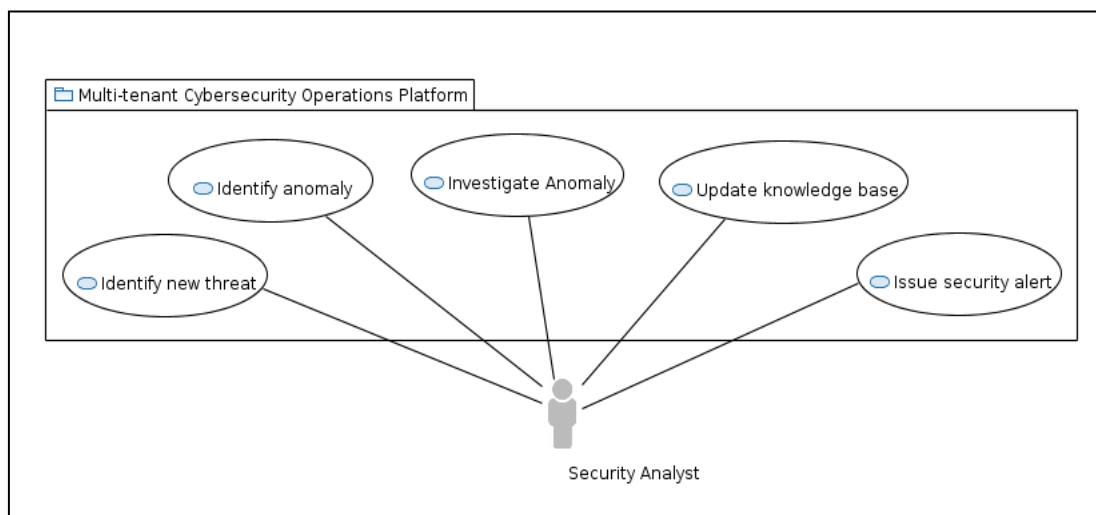 Multi-tenant Cybersecurity Operations Platform
Identify anomaly
Investigate Anomaly
Update knowledge base
Identify new threat
Issue security alert
Security Analyst